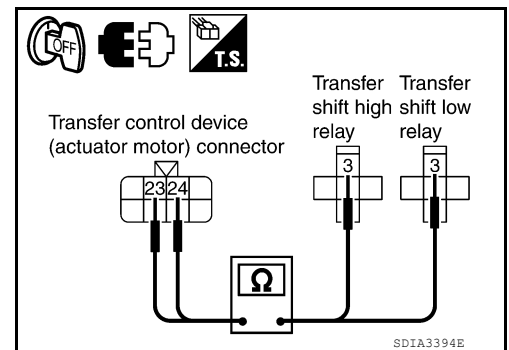 OFF
T.S.
Transfer control device
(actuator motor) connector
Transfer
shift high
relay
Transfer
shift low
relay
23 24
3
3
Ω
SDIA3394E